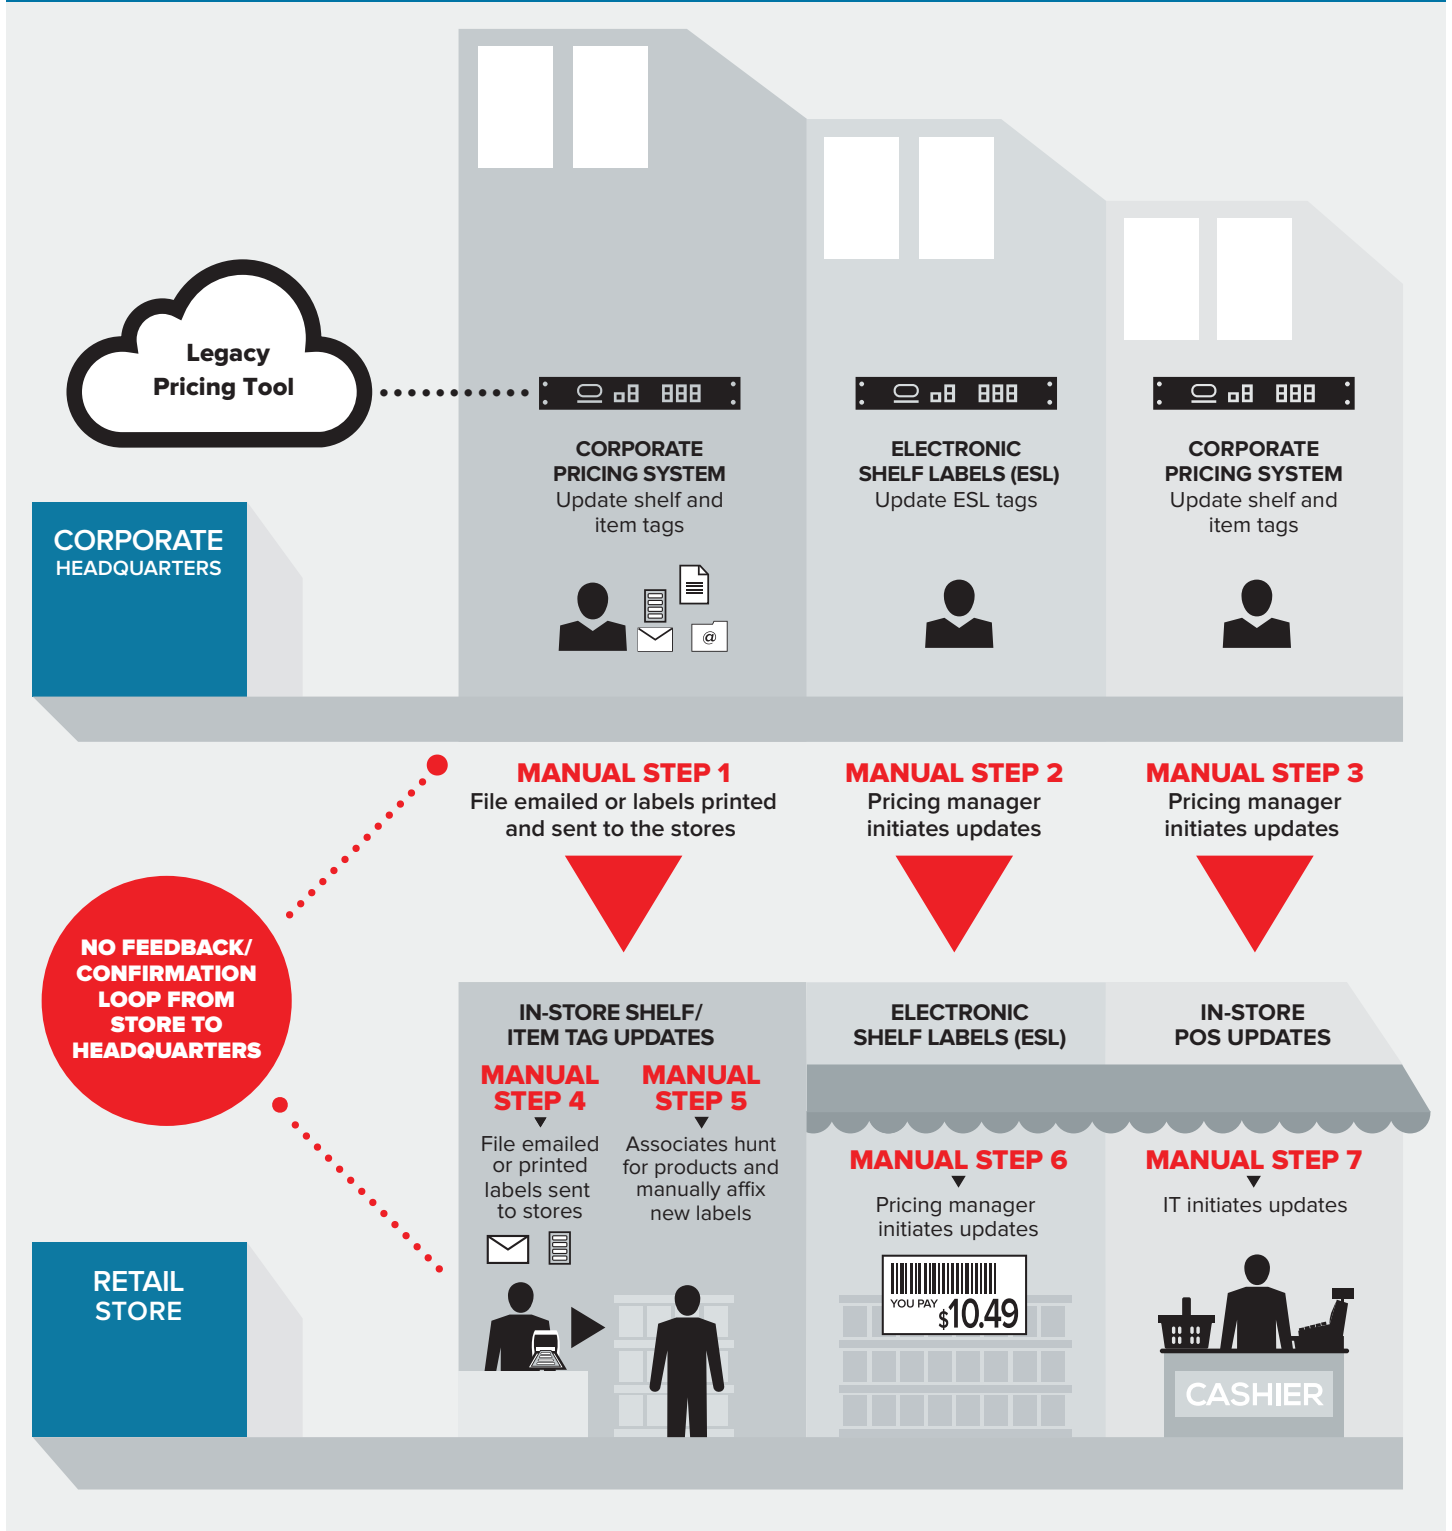 Legacy
Pricing Tool
CORPORATE
PRICING SYSTEM
Update shelf and
item tags
ELECTRONIC
SHELF LABELS (ESL)
Update ESL tags
CORPORATE
PRICING SYSTEM
Update shelf and
item tags
CORPORATE
HEADQUARTERS
@
MANUAL STEP 1
File emailed or labels printed
and sent to the stores
MANUAL STEP 2
Pricing manager
initiates updates
MANUAL STEP 3
Pricing manager
initiates updates
NO FEEDBACK/
CONFIRMATION
LOOP FROM
STORE TO
HEADQUARTERS
IN-STORE SHELF/
ITEM TAG UPDATES
MANUAL
STEP 4
File emailed
or printed
labels sent
to stores
MANUAL
STEP 5
Associates hunt
for products and
manually affix
new labels
ELECTRONIC
SHELF LABELS (ESL)
MANUAL STEP 6
Pricing manager
initiates updates
YOU PAY
$10.49
IN-STORE
POS UPDATES
MANUAL STEP 7
IT initiates updates
CASHIER
RETAIL
STORE